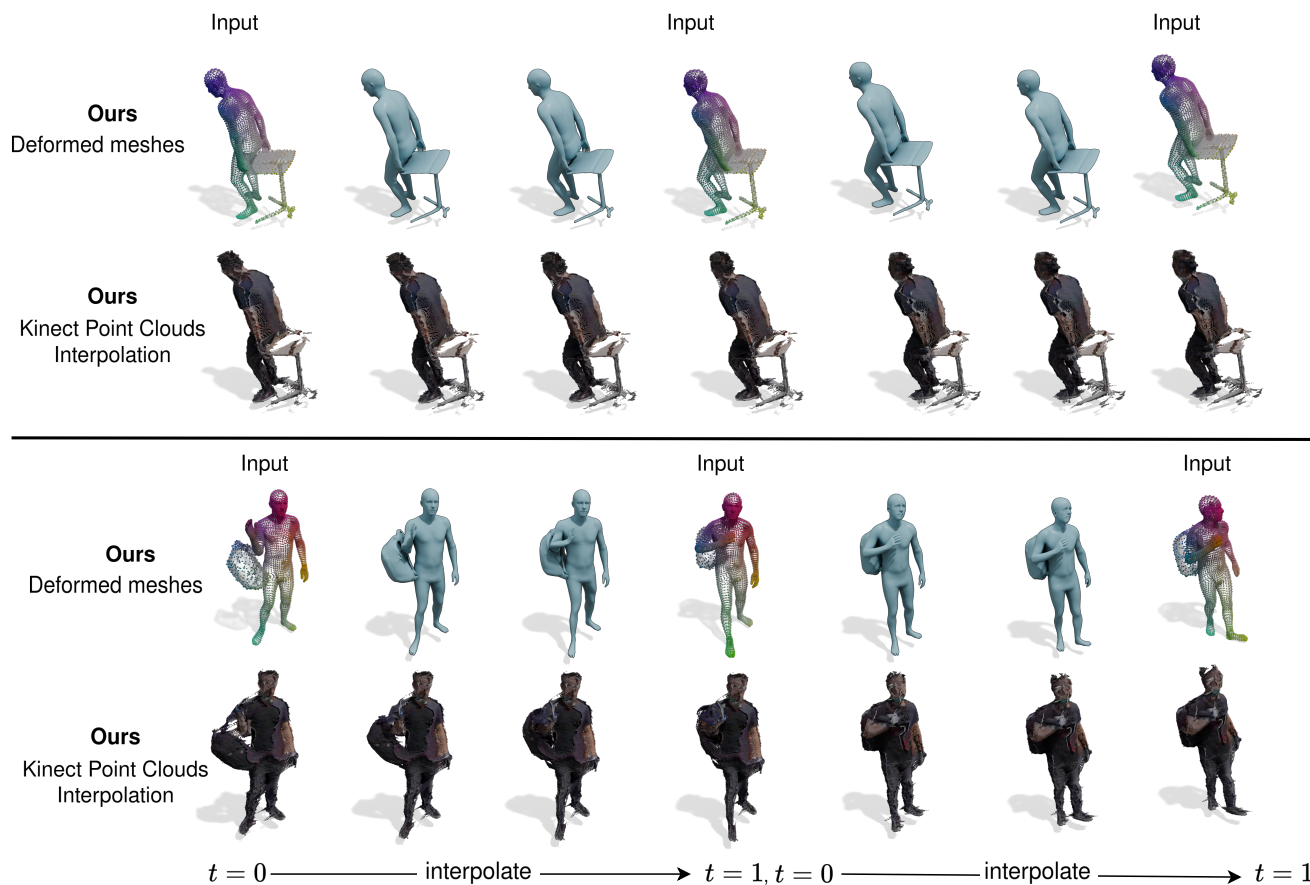 Input Input Input
Ours
Deformed meshes
Ours
Kinect Point Clouds
Interpolation
Input Input Input
Ours
Deformed meshes
Ours
Kinect Point Clouds
Interpolation
t = 0 interpolate t = 1, t = 0 interpolate t = 1